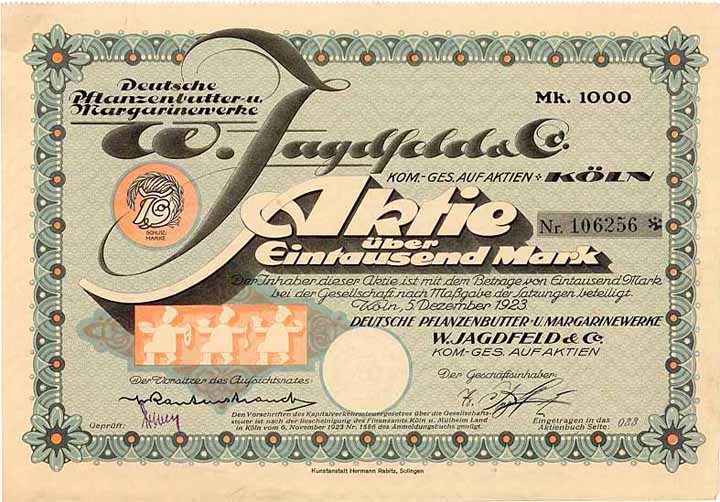 Deutsche
Pflanzenbutter- u.
Margarinewerke
Mk. 1000
W. Jagdfeld & Co.
KOM.-GES. AUF AKTIEN + KÖLN
SCHUTZ-
MARKE
Aktie
über
Eintausend Mark
Nr. 106256
Der Inhaber dieser Aktie ist mit dem Betrage von Eintausend Mark
bei der Gesellschaft nach Maßgabe der Satzungen beteiligt.
Köln, 5. Dezember 1923
DEUTSCHE PFLANZENBUTTER- U. MARGARINEWERKE
W. JAGDFELD & Co.
KOM.-GES. AUF AKTIEN
Der Vorsitzer des Aufsichtsrates:
Der Geschäftsinhaber:
Geprüft:
Den Vorschriften des Kapitalverkehrssteuergesetzes über die Gesellschafts-
steuer ist nach der Bescheinigung des Finanzamts Köln u. Mülheim Land
in Köln vom 6. November 1923 Nr. 1586 des Anmeldungsbuchs genügt.
Eingetragen in das
Aktienbuch Seite: 033
Kunstanstalt Hermann Rabitz, Solingen